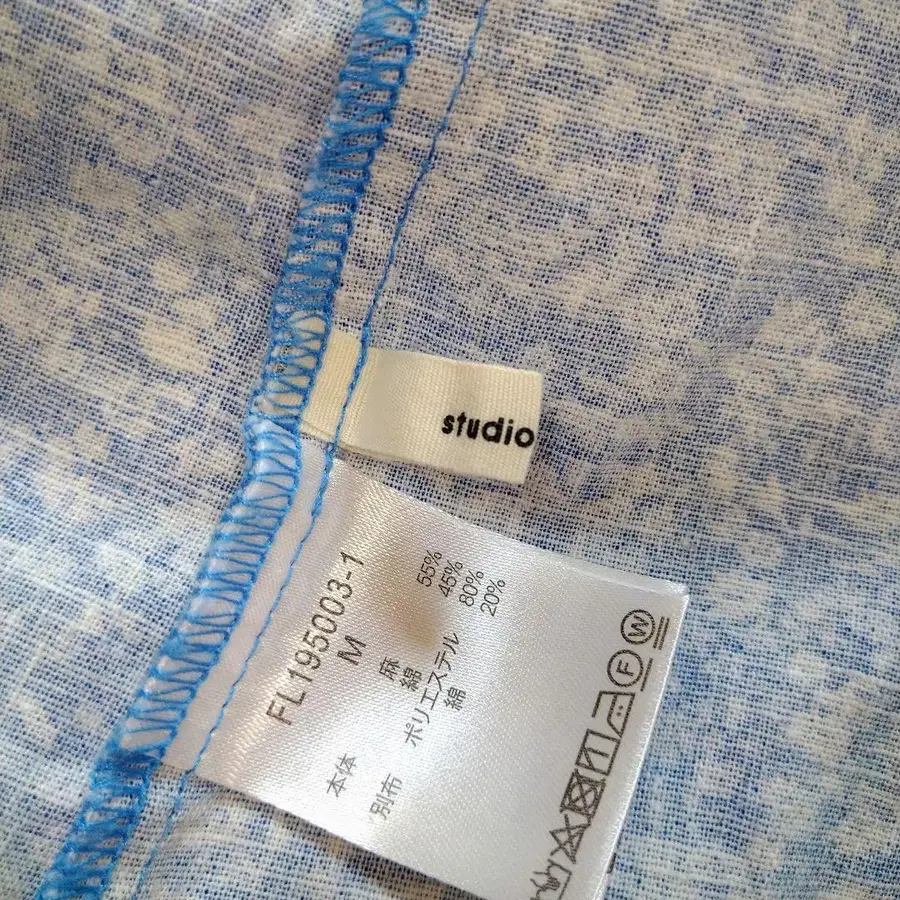 studio
FL195003-1
M
本体 麻 55%
綿 45%
別布 ポリエステル 80%
綿 20%
F
W